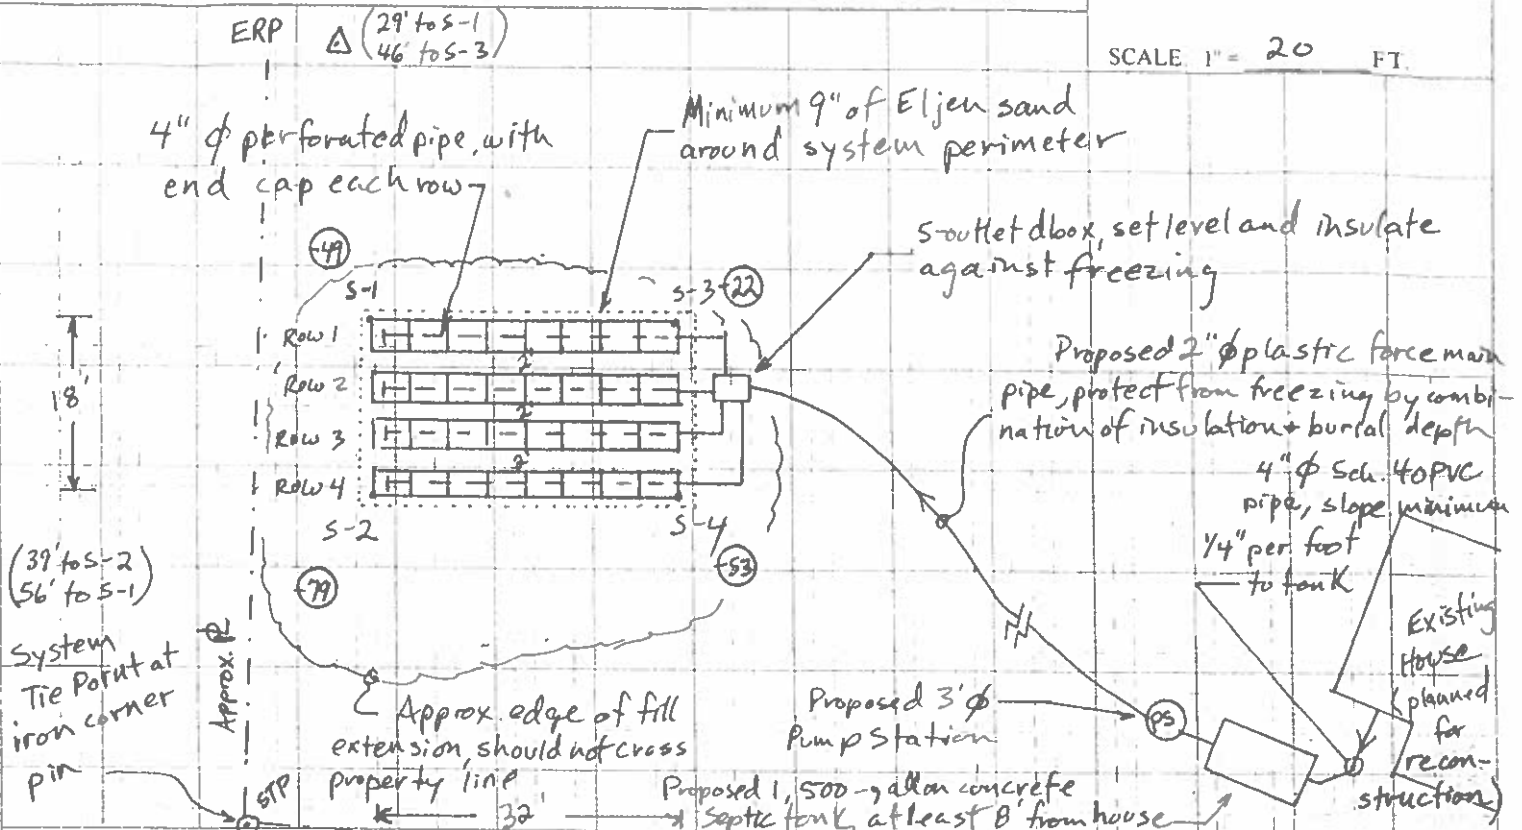 ERP
(29' to S-1
46' to S-3)
SCALE 1" = 20 FT.
4" ϕ perforated pipe, with
end cap each row
Minimum 9" of Eljen sand
around system perimeter
5-outlet dbox, set level and insulate
against freezing
-49
S-1
S-3
-22
Row 1
2'
Row 2
2'
Row 3
2'
Row 4
18'
S-2
S-4
-53
-79
Proposed 2" ϕ plastic force main
pipe, protect from freezing by combi-
nation of insulation + burial depth
4" ϕ Sch. 40 PVC
pipe, slope minimum
1/4" per foot
to tank
(39' to S-2
56' to S-1)
System
Tie Point at
iron corner
pin
Approx. PL
STP
Approx. edge of fill
extension, should not cross
property line
32'
Proposed 3' ϕ
Pump Station
PS
Existing
House
(planned
for
recon-
struction)
Proposed 1,500-gallon concrete
septic tank, at least 8' from house